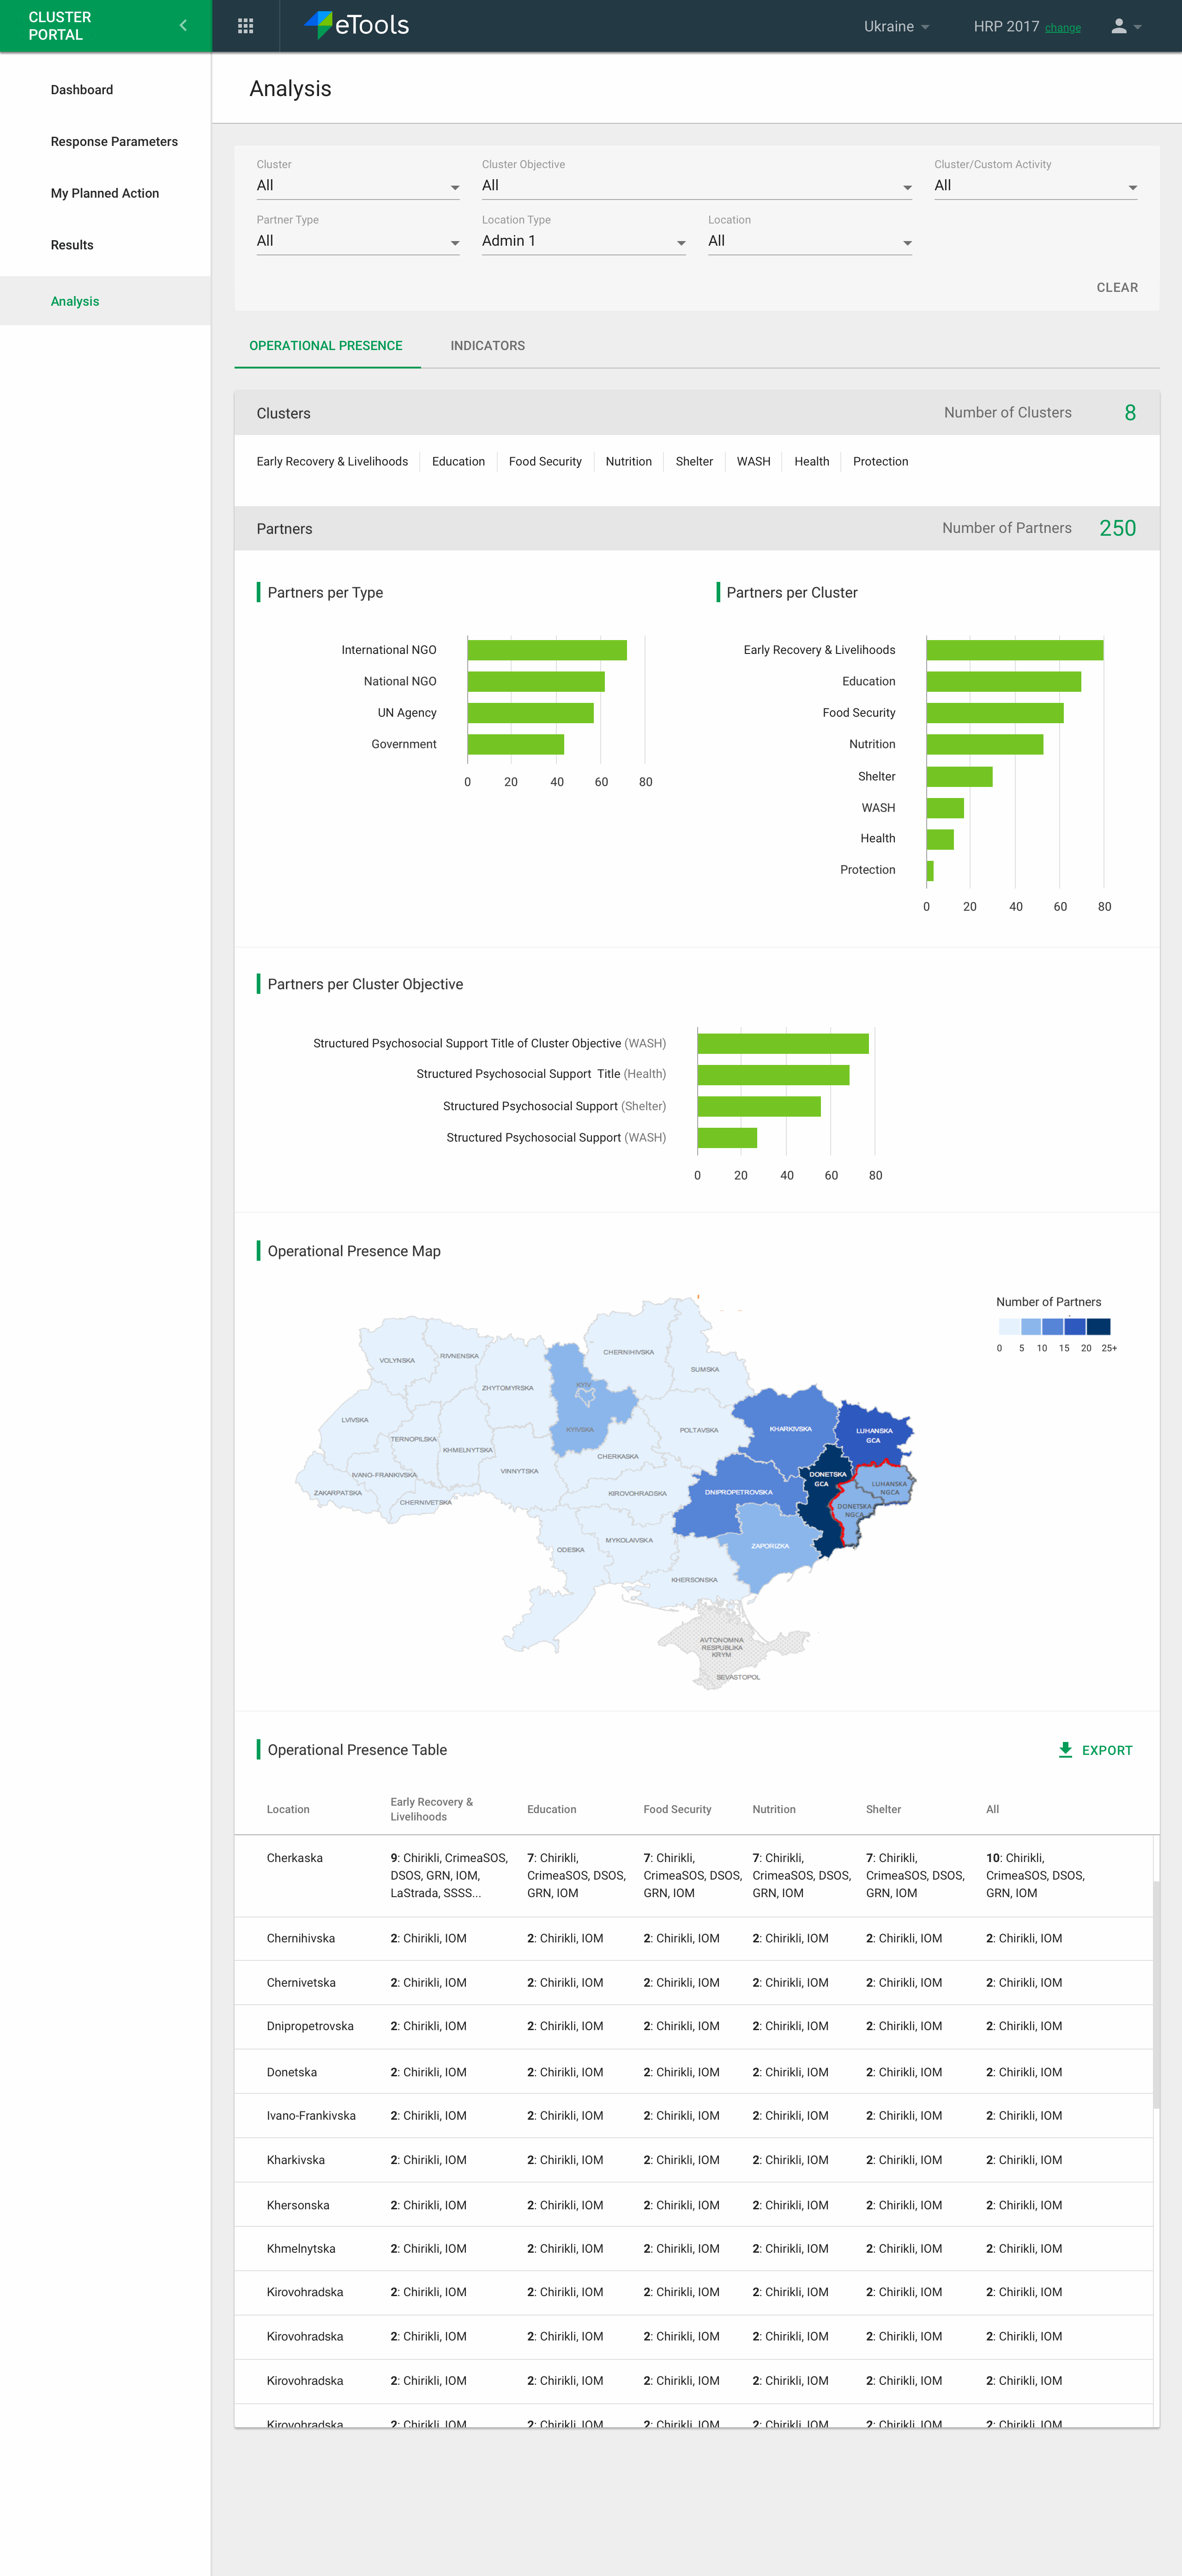 CLUSTER
PORTAL
eTools
Ukraine
HRP 2017 change
Dashboard
Response Parameters
My Planned Action
Results
Analysis
Analysis
Cluster
All
Cluster Objective
All
Cluster/Custom Activity
All
Partner Type
All
Location Type
Admin 1
Location
All
CLEAR
OPERATIONAL PRESENCE
INDICATORS
Clusters
Number of Clusters 8
Early Recovery & Livelihoods Education Food Security Nutrition Shelter WASH Health Protection
Partners
Number of Partners 250
Partners per Type
International NGO
National NGO
UN Agency
Government
0 20 40 60 80
Partners per Cluster
Early Recovery & Livelihoods
Education
Food Security
Nutrition
Shelter
WASH
Health
Protection
0 20 40 60 80
Partners per Cluster Objective
Structured Psychosocial Support Title of Cluster Objective (WASH)
Structured Psychosocial Support Title (Health)
Structured Psychosocial Support (Shelter)
Structured Psychosocial Support (WASH)
0 20 40 60 80
Operational Presence Map
Number of Partners
0 5 10 15 20 25+
VOLYNSKA
RIVNENSKA
ZHYTOMYRSKA
KYIV
KYIVSKA
CHERNIHIVSKA
SUMSKA
LVIVSKA
TERNOPILSKA
KHMELNYTSKA
VINNYTSKA
CHERKASKA
POLTAVSKA
KHARKIVSKA
LUHANSKA
GCA
IVANO-FRANKIVSKA
ZAKARPATSKA
CHERNIVETSKA
KIROVOHRADSKA
DNIPROPETROVSKA
DONETSKA
GCA
LUHANSKA
NGCA
DONETSKA
NGCA
ODESKA
MYKOLAIVSKA
ZAPORIZKA
KHERSONSKA
AVTONOMNA
RESPUBLIKA
KRYM
SEVASTOPOL
Operational Presence Table
EXPORT
Location
Early Recovery &
Livelihoods
Education
Food Security
Nutrition
Shelter
All
Cherkaska
9: Chirikli, CrimeaSOS,
DSOS, GRN, IOM,
LaStrada, SSSS...
7: Chirikli,
CrimeaSOS, DSOS,
GRN, IOM
7: Chirikli,
CrimeaSOS, DSOS,
GRN, IOM
7: Chirikli,
CrimeaSOS, DSOS,
GRN, IOM
7: Chirikli,
CrimeaSOS, DSOS,
GRN, IOM
10: Chirikli,
CrimeaSOS, DSOS,
GRN, IOM
Chernihivska 2: Chirikli, IOM 2: Chirikli, IOM 2: Chirikli, IOM 2: Chirikli, IOM 2: Chirikli, IOM 2: Chirikli, IOM
Chernivetska 2: Chirikli, IOM 2: Chirikli, IOM 2: Chirikli, IOM 2: Chirikli, IOM 2: Chirikli, IOM 2: Chirikli, IOM
Dnipropetrovska 2: Chirikli, IOM 2: Chirikli, IOM 2: Chirikli, IOM 2: Chirikli, IOM 2: Chirikli, IOM 2: Chirikli, IOM
Donetska 2: Chirikli, IOM 2: Chirikli, IOM 2: Chirikli, IOM 2: Chirikli, IOM 2: Chirikli, IOM 2: Chirikli, IOM
Ivano-Frankivska 2: Chirikli, IOM 2: Chirikli, IOM 2: Chirikli, IOM 2: Chirikli, IOM 2: Chirikli, IOM 2: Chirikli, IOM
Kharkivska 2: Chirikli, IOM 2: Chirikli, IOM 2: Chirikli, IOM 2: Chirikli, IOM 2: Chirikli, IOM 2: Chirikli, IOM
Khersonska 2: Chirikli, IOM 2: Chirikli, IOM 2: Chirikli, IOM 2: Chirikli, IOM 2: Chirikli, IOM 2: Chirikli, IOM
Khmelnytska 2: Chirikli, IOM 2: Chirikli, IOM 2: Chirikli, IOM 2: Chirikli, IOM 2: Chirikli, IOM 2: Chirikli, IOM
Kirovohradska 2: Chirikli, IOM 2: Chirikli, IOM 2: Chirikli, IOM 2: Chirikli, IOM 2: Chirikli, IOM 2: Chirikli, IOM
Kirovohradska 2: Chirikli, IOM 2: Chirikli, IOM 2: Chirikli, IOM 2: Chirikli, IOM 2: Chirikli, IOM 2: Chirikli, IOM
Kirovohradska 2: Chirikli, IOM 2: Chirikli, IOM 2: Chirikli, IOM 2: Chirikli, IOM 2: Chirikli, IOM 2: Chirikli, IOM
Kirovohradska 2: Chirikli, IOM 2: Chirikli, IOM 2: Chirikli, IOM 2: Chirikli, IOM 2: Chirikli, IOM 2: Chirikli, IOM